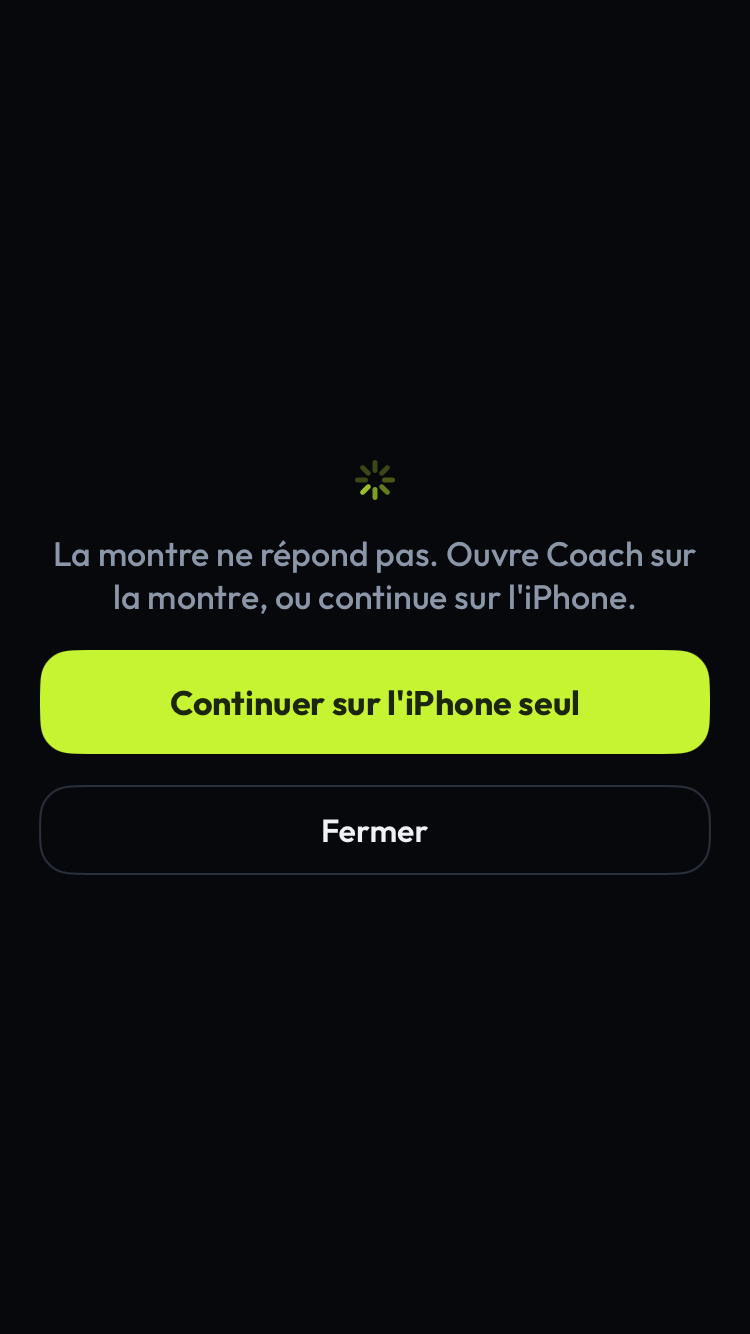 La montre ne répond pas. Ouvre Coach sur
la montre, ou continue sur l'iPhone.
Continuer sur l'iPhone seul
Fermer